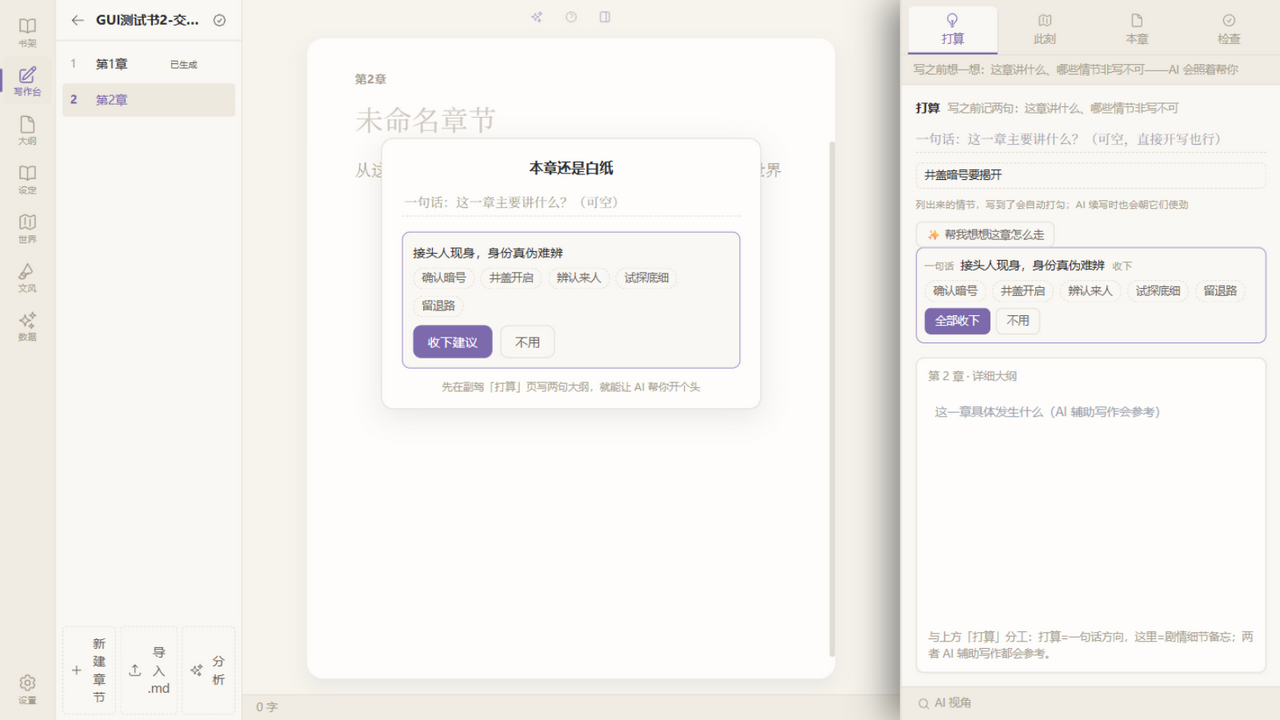 书架
写作台
大纲
设定
世界
文风
数据
设置
GUI测试书2-交...
1 第1章 已生成
2 第2章
新建章节
导入.md
分析
第2章
未命名章节
从这
世界
本章还是白纸
一句话：这一章主要讲什么？（可空）
接头人现身，身份真伪难辨
确认暗号 井盖开启 辨认来人 试探底细
留退路
收下建议 不用
先在副驾「打算」页写两句大纲，就能让 AI 帮你开个头
0 字
打算 此刻 本章 检查
写之前想一想：这章讲什么、哪些情节非写不可——AI 会照着帮你
打算 写之前记两句：这章讲什么、哪些情节非写不可
一句话：这一章主要讲什么？（可空，直接开写也行）
井盖暗号要揭开
列出来的情节，写到了会自动打勾；AI 续写时也会朝它们使劲
帮我想想这章怎么走
一句话 接头人现身，身份真伪难辨 收下
确认暗号 井盖开启 辨认来人 试探底细 留退路
全部收下 不用
第 2 章 · 详细大纲
这一章具体发生什么（AI 辅助写作会参考）
与上方「打算」分工：打算=一句话方向，这里=剧情细节备忘；两
者 AI 辅助写作都会参考。
AI 视角